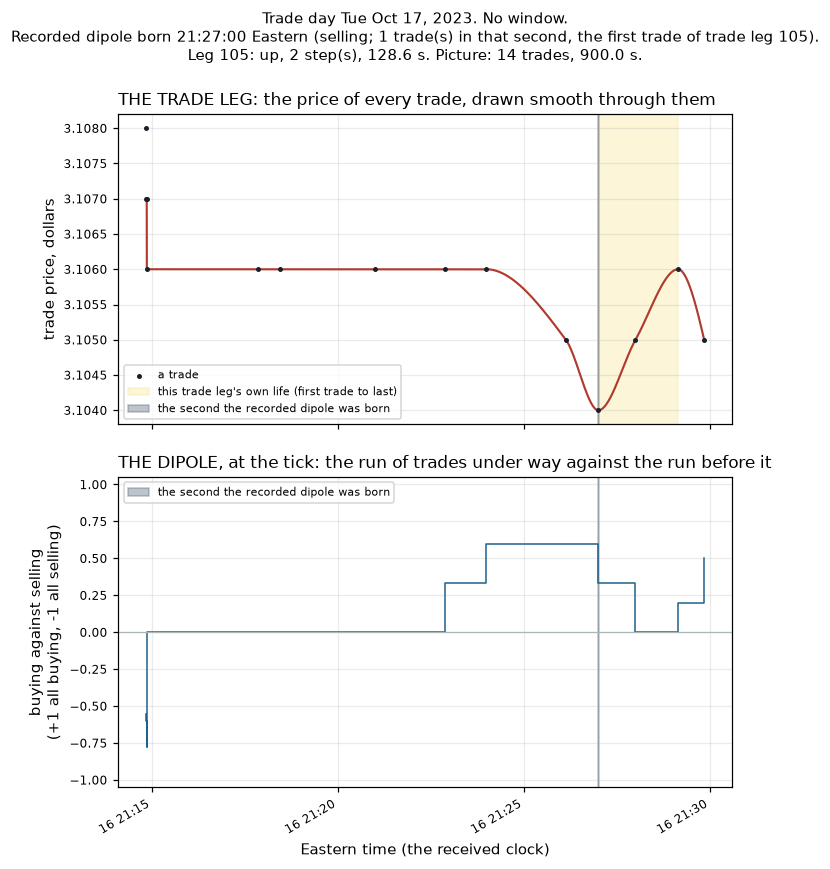 Trade day Tue Oct 17, 2023. No window.
Recorded dipole born 21:27:00 Eastern (selling; 1 trade(s) in that second, the first trade of trade leg 105).
Leg 105: up, 2 step(s), 128.6 s. Picture: 14 trades, 900.0 s.
THE TRADE LEG: the price of every trade, drawn smooth through them
trade price, dollars
3.1080
3.1075
3.1070
3.1065
3.1060
3.1055
3.1050
3.1045
3.1040
a trade
this trade leg's own life (first trade to last)
the second the recorded dipole was born
THE DIPOLE, at the tick: the run of trades under way against the run before it
buying against selling
(+1 all buying, -1 all selling)
1.00
0.75
0.50
0.25
0.00
−0.25
−0.50
−0.75
−1.00
the second the recorded dipole was born
16 21:15
16 21:20
16 21:25
16 21:30
Eastern time (the received clock)